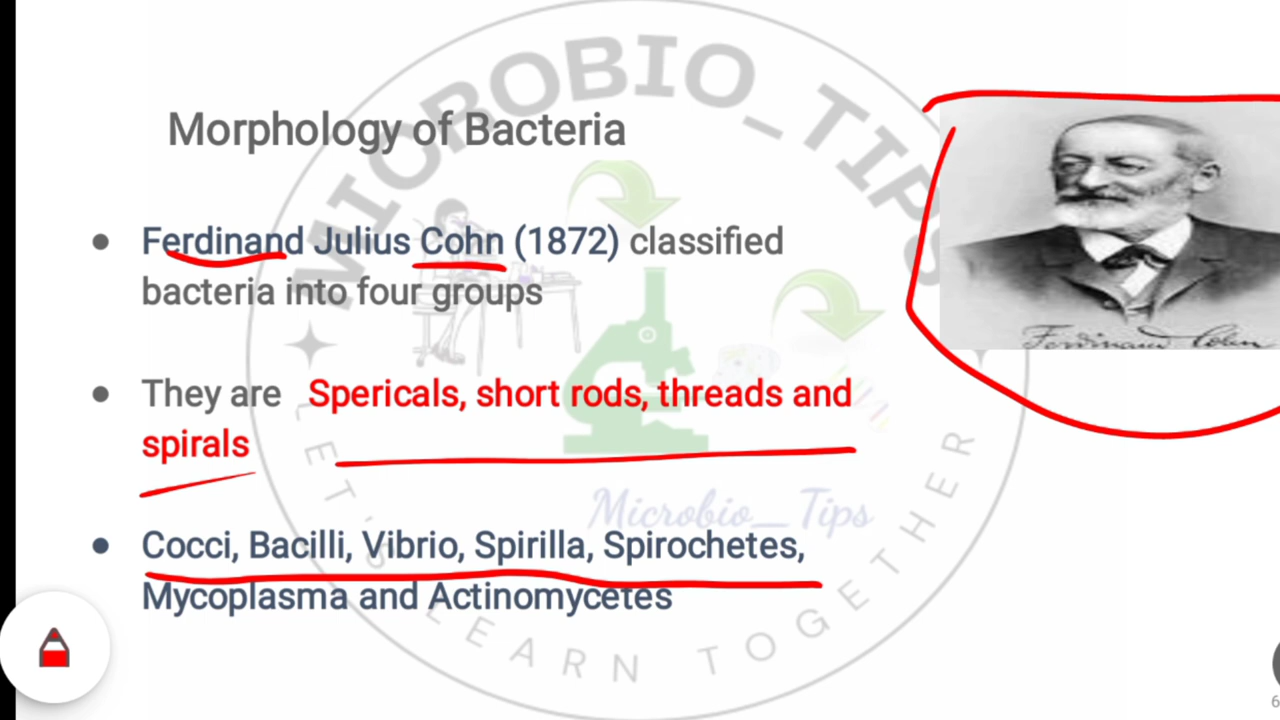 MICROBIO_TIPS
Morphology of Bacteria
Ferdinand Julius Cohn (1872) classified
bacteria into four groups
Ferdinand Cohn
They are Spericals, short rods, threads and
spirals
Microbio_Tips
Cocci, Bacilli, Vibrio, Spirilla, Spirochetes,
Mycoplasma and Actinomycetes
LET'S LEARN TOGETHER
6